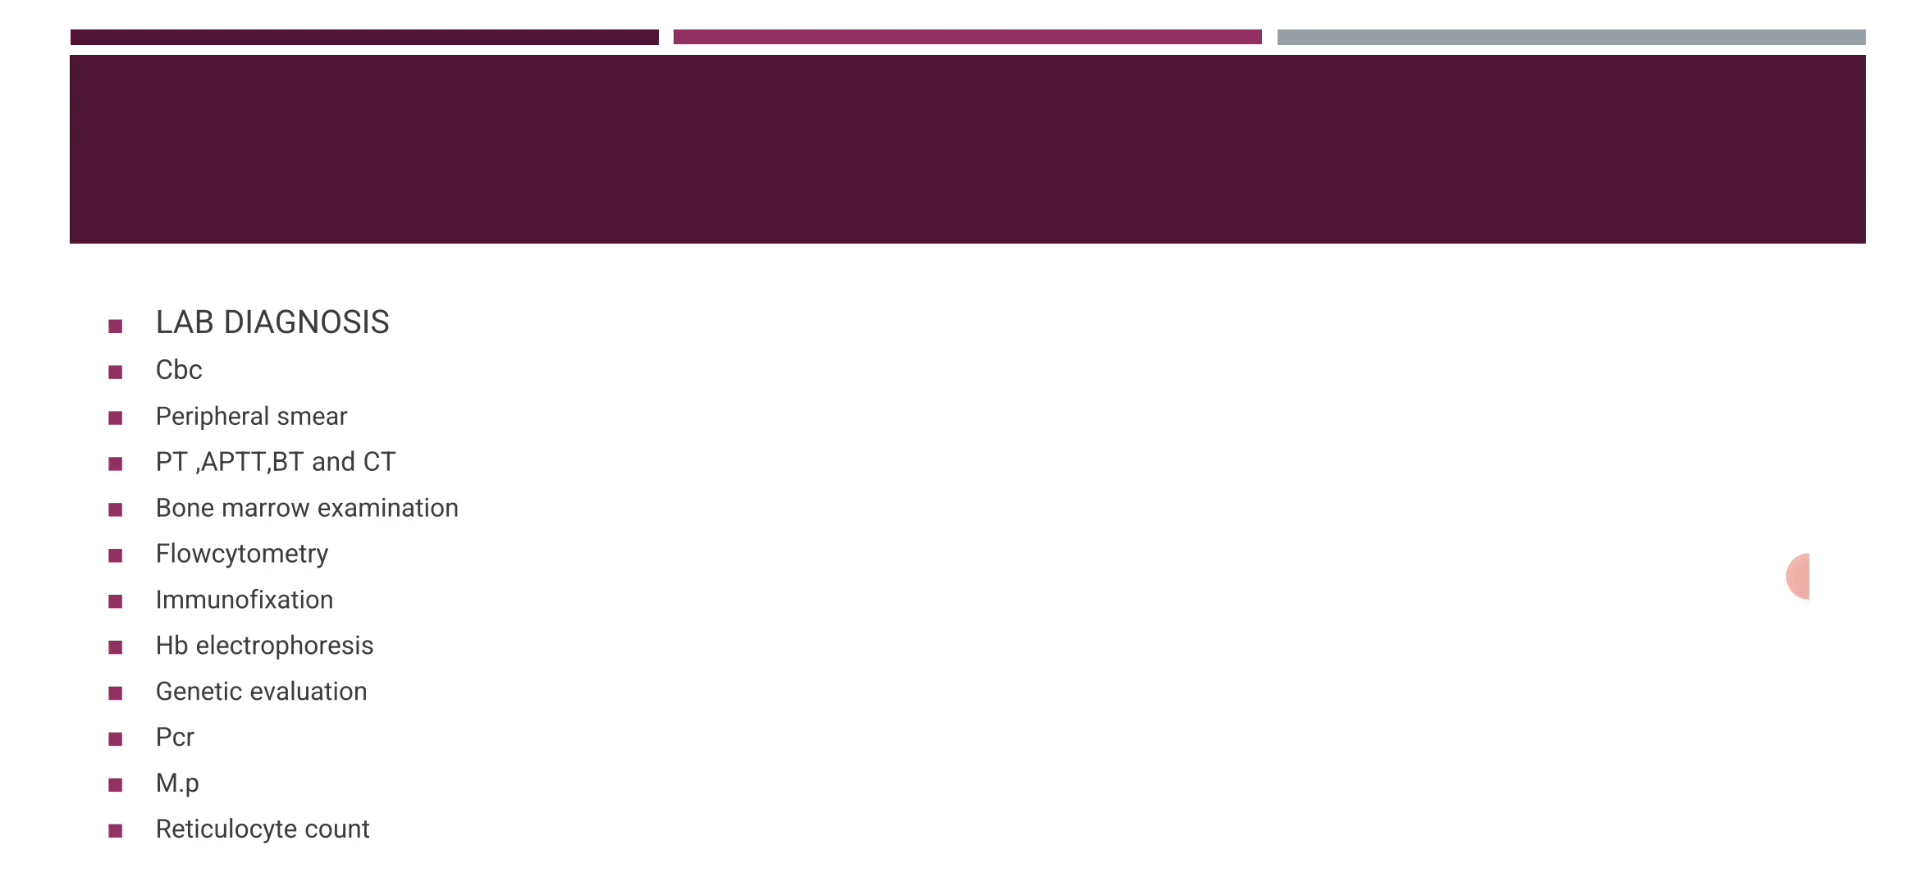 LAB DIAGNOSIS
Cbc
Peripheral smear
PT ,APTT,BT and CT
Bone marrow examination
Flowcytometry
Immunofixation
Hb electrophoresis
Genetic evaluation
Pcr
M.p
Reticulocyte count